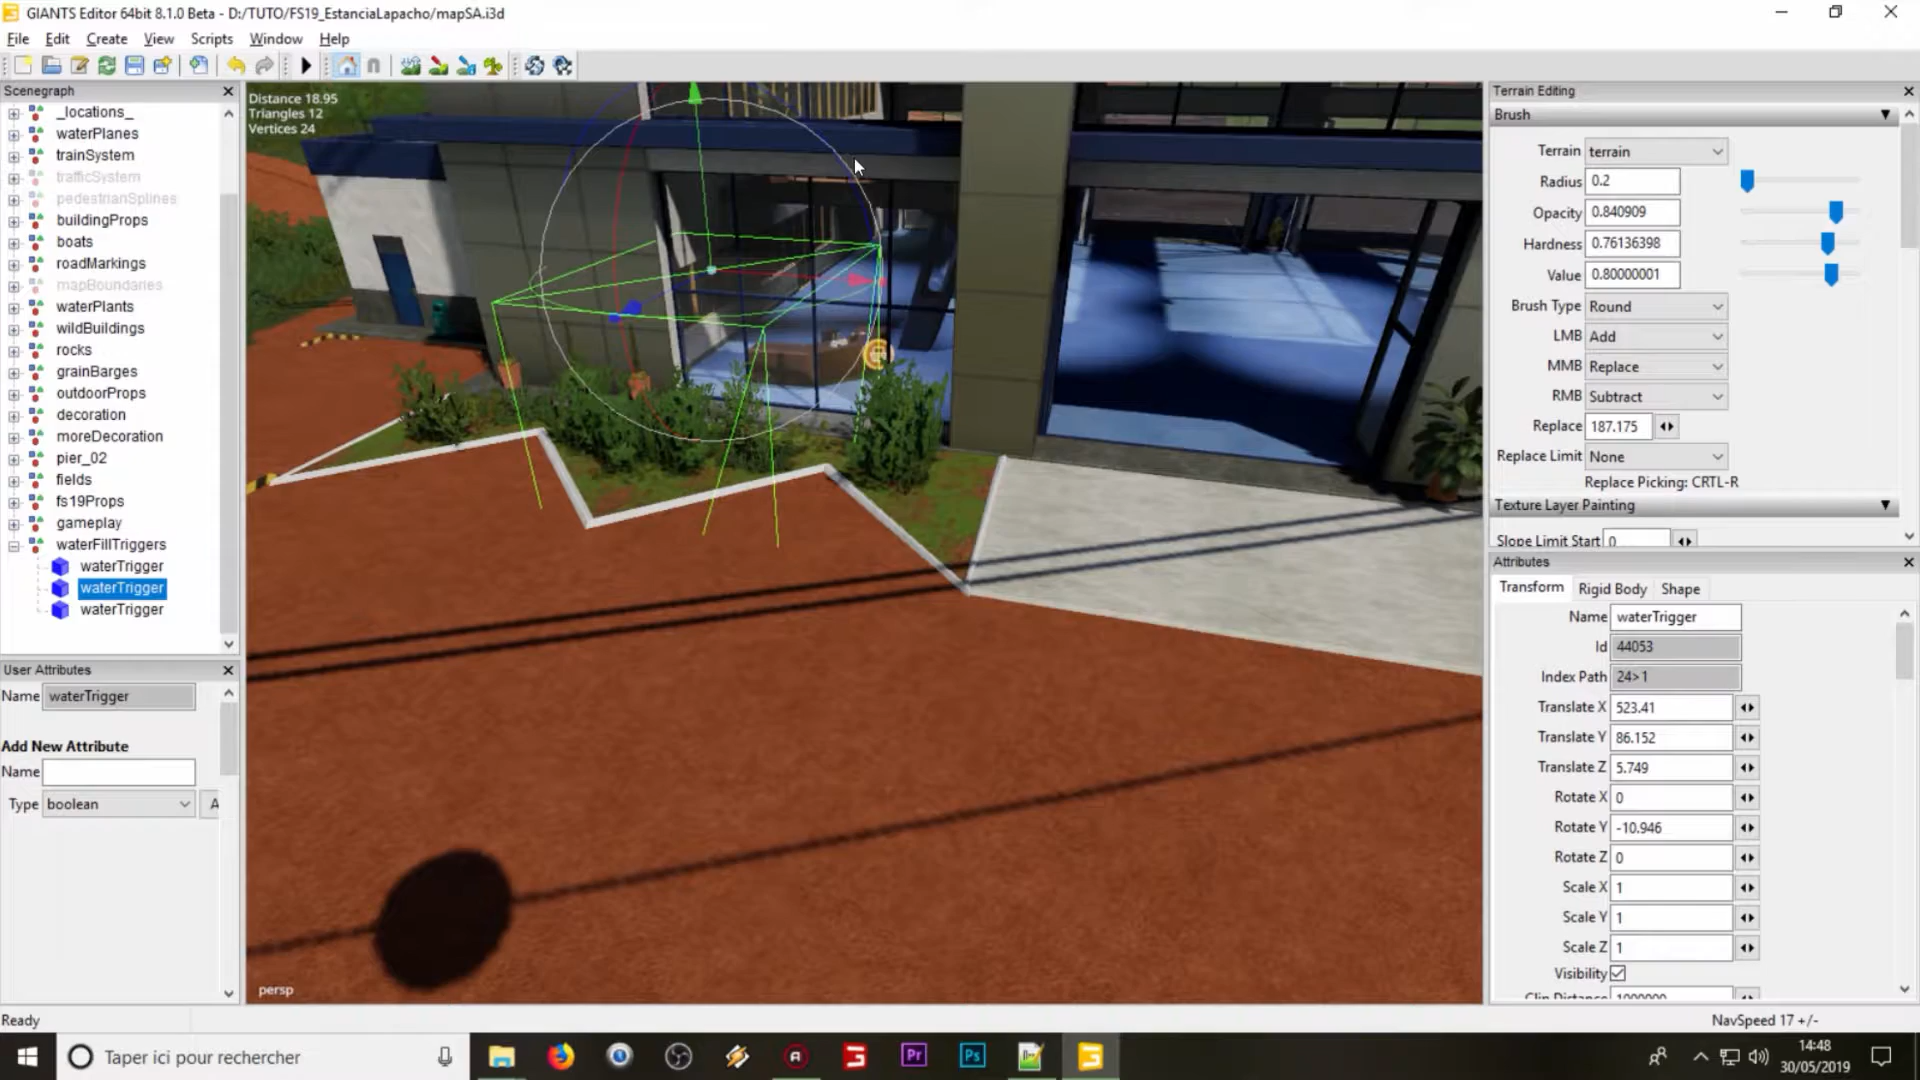 GIANTS Editor 64bit 8.1.0 Beta - D:/TUTO/FS19_EstanciaLapacho/mapSA.i3d
File Edit Create View Scripts Window Help
Scenegraph
_locations_
waterPlanes
trainSystem
trafficSystem
pedestrianSplines
buildingProps
boats
roadMarkings
mapBoundaries
waterPlants
wildBuildings
rocks
grainBarges
outdoorProps
decoration
moreDecoration
pier_02
fields
fs19Props
gameplay
waterFillTriggers
waterTrigger
waterTrigger
waterTrigger
User Attributes
Name waterTrigger
Add New Attribute
Name
Type boolean A
Distance 18.95
Triangles 12
Vertices 24
persp
Terrain Editing
Brush
Terrain terrain
Radius 0.2
Opacity 0.840909
Hardness 0.76136398
Value 0.80000001
Brush Type Round
LMB Add
MMB Replace
RMB Subtract
Replace 187.175
Replace Limit None
Replace Picking: CRTL-R
Texture Layer Painting
Slope Limit Start 0
Attributes
Transform Rigid Body Shape
Name waterTrigger
Id 44053
Index Path 24>1
Translate X 523.41
Translate Y 86.152
Translate Z 5.749
Rotate X 0
Rotate Y -10.946
Rotate Z 0
Scale X 1
Scale Y 1
Scale Z 1
Visibility
Clip Distance 1000000
Ready
NavSpeed 17 +/-
Taper ici pour rechercher
Pr
Ps
14:48
30/05/2019